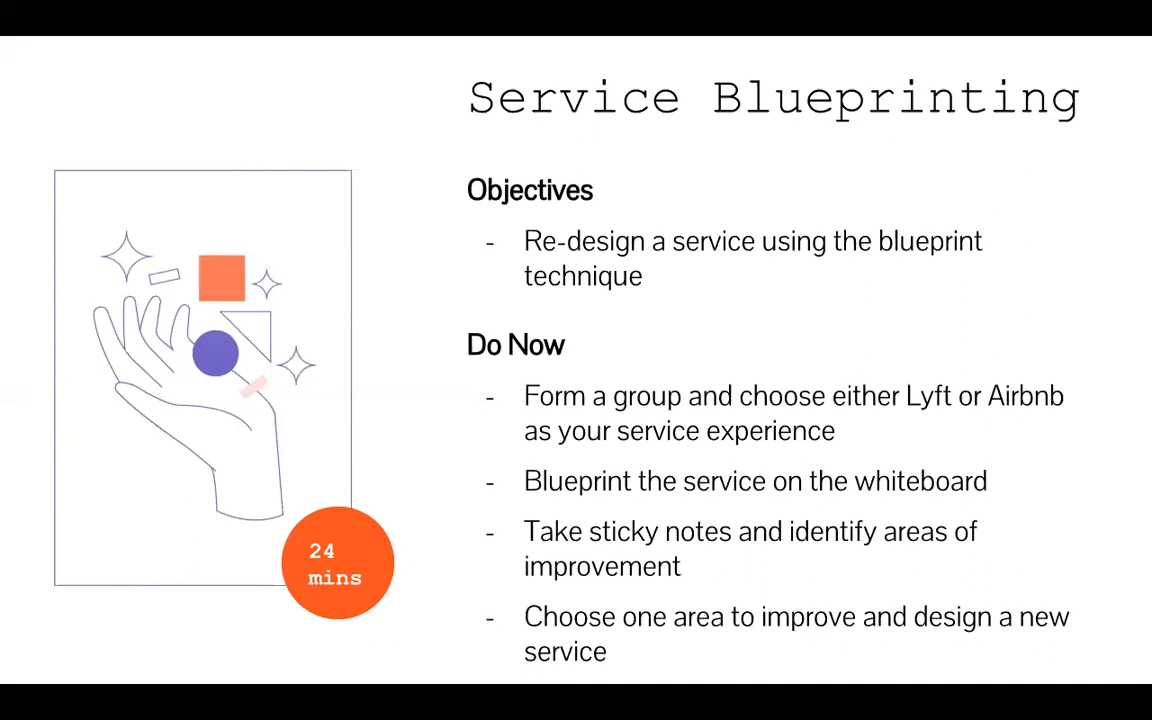 Service Blueprinting
Objectives
- Re-design a service using the blueprint
technique
Do Now
- Form a group and choose either Lyft or Airbnb
as your service experience
- Blueprint the service on the whiteboard
- Take sticky notes and identify areas of
improvement
- Choose one area to improve and design a new
service
24
mins